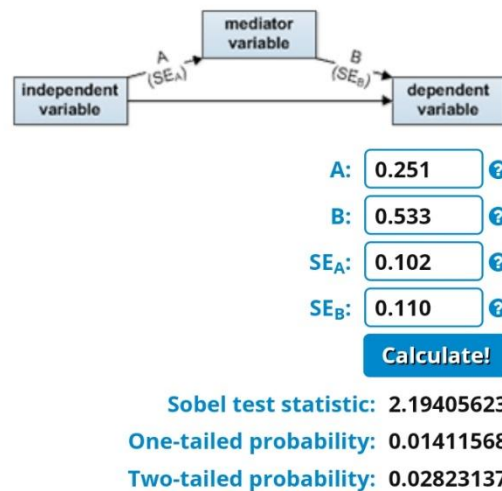 mediator
variable
A
(SEA)
B
(SEB)
independent
variable
dependent
variable
A: 0.251 ?
B: 0.533 ?
SEA: 0.102 ?
SEB: 0.110 ?
Calculate!
Sobel test statistic: 2.19405623
One-tailed probability: 0.01411568
Two-tailed probability: 0.02823137